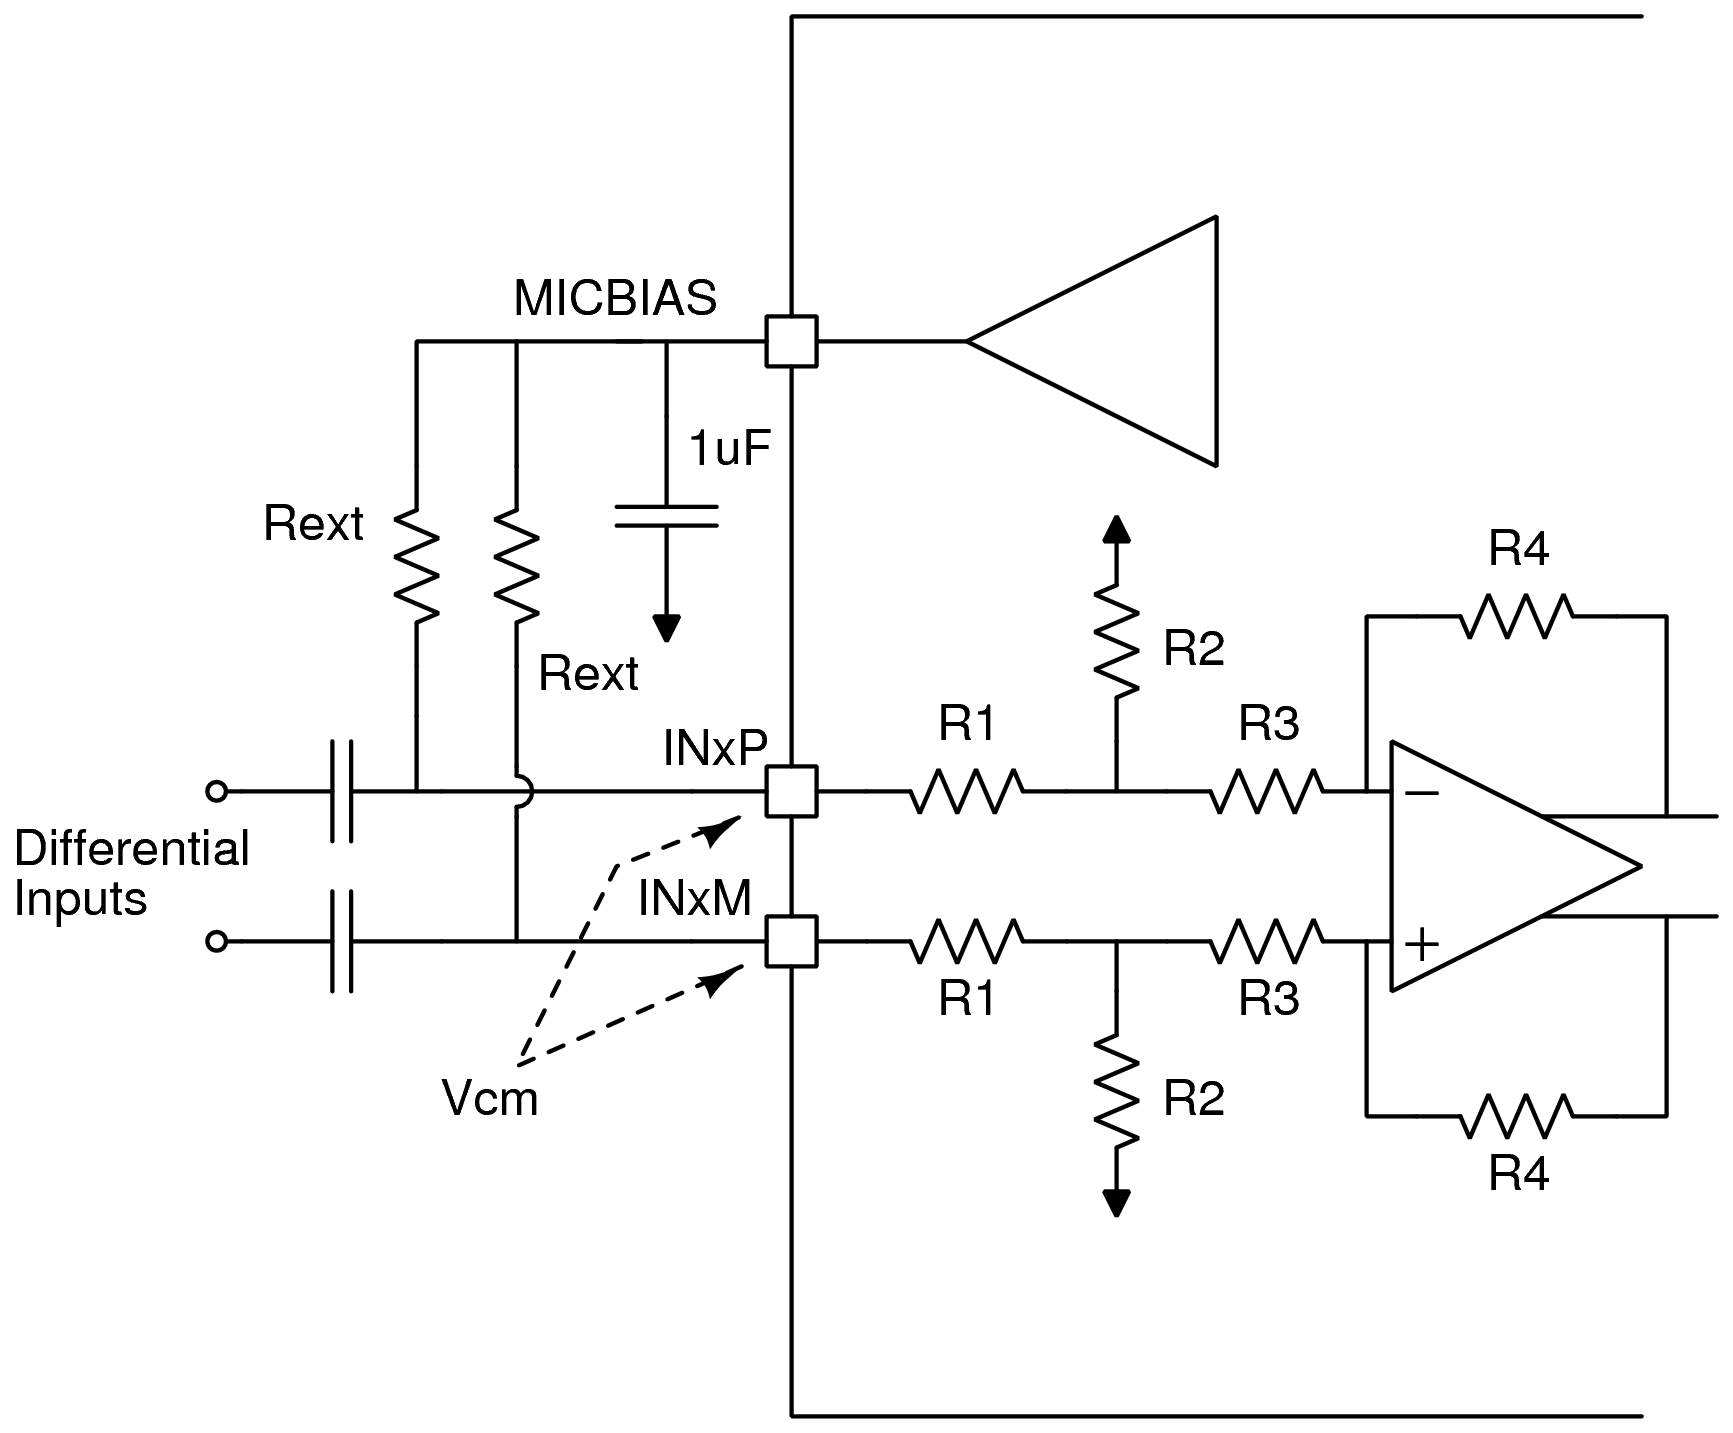 MICBIAS
1uF
Rext
Rext
R4
R2
R1
R3
INxP
−
Differential
Inputs
INxM
+
R1
R3
Vcm
R2
R4